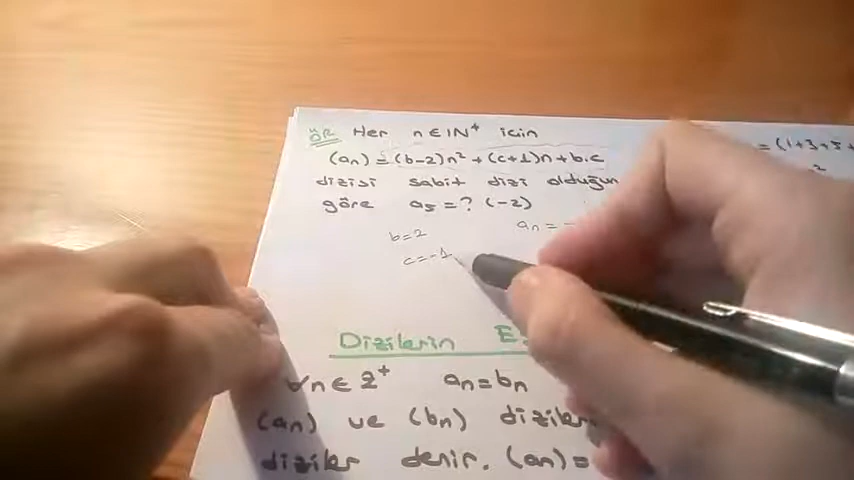 ÖR Her n∈IN⁺ için
(an)=(b-2)n²+(c+1)n+b.c
dizisi sabit dizi olduğun
göre a₅=? (-2)
b=2
an=-
c=-1
=(1+3+5+
Dizilerin
∀n∈Z⁺ an=bn
(an) ve (bn)
diziler denir. (an)=